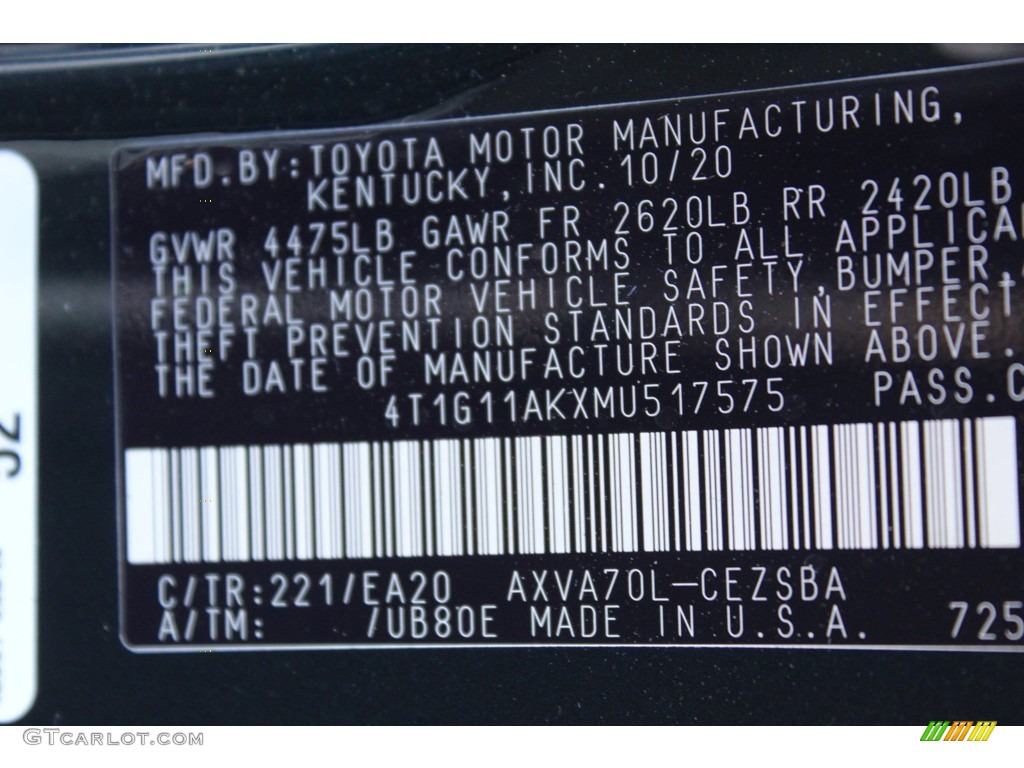 MFD.BY:TOYOTA MOTOR MANUFACTURING,
KENTUCKY,INC. 10/20
GVWR 4475LB GAWR FR 2620LB RR 2420LB
THIS VEHICLE CONFORMS TO ALL APPLICA
FEDERAL MOTOR VEHICLE SAFETY,BUMPER,
THEFT PREVENTION STANDARDS IN EFFECT
THE DATE OF MANUFACTURE SHOWN ABOVE.
4T1G11AKXMU517575 PASS.C
C/TR:221/EA20 AXVA70L-CEZSBA
A/TM: /UB80E MADE IN U.S.A. 725
52
GTCARLOT.COM